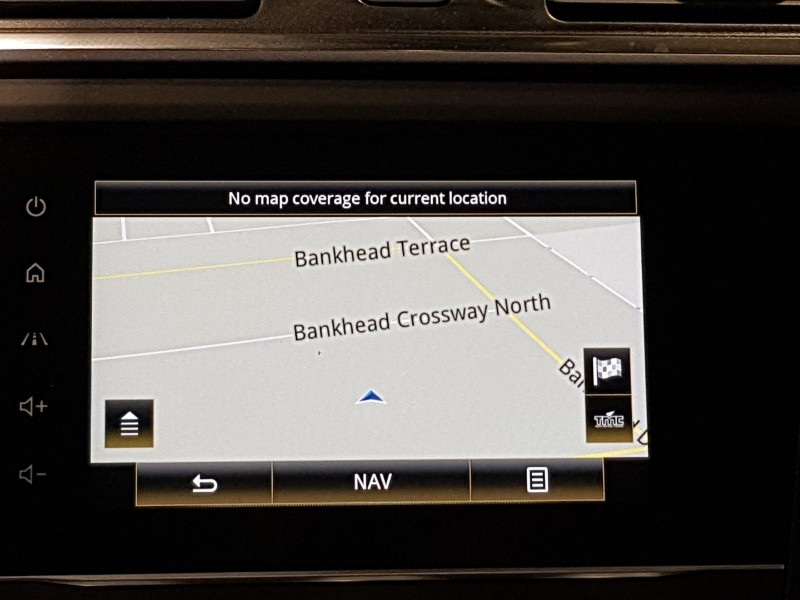 No map coverage for current location
Bankhead Terrace
Bankhead Crossway North
TMC
NAV